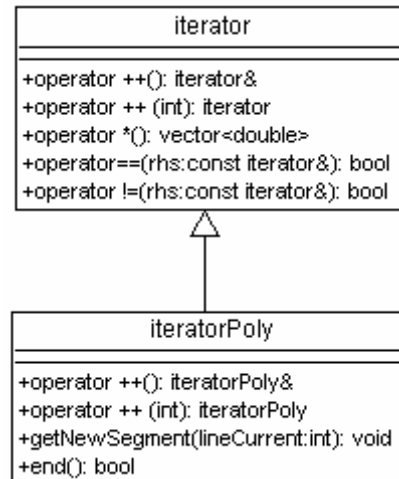 iterator
+operator ++(): iterator&
+operator ++ (int): iterator
+operator *(): vector<double>
+operator==(rhs:const iterator&): bool
+operator !=(rhs:const iterator&): bool
iteratorPoly
+operator ++(): iteratorPoly&
+operator ++ (int): iteratorPoly
+getNewSegment(lineCurrent:int): void
+end(): bool